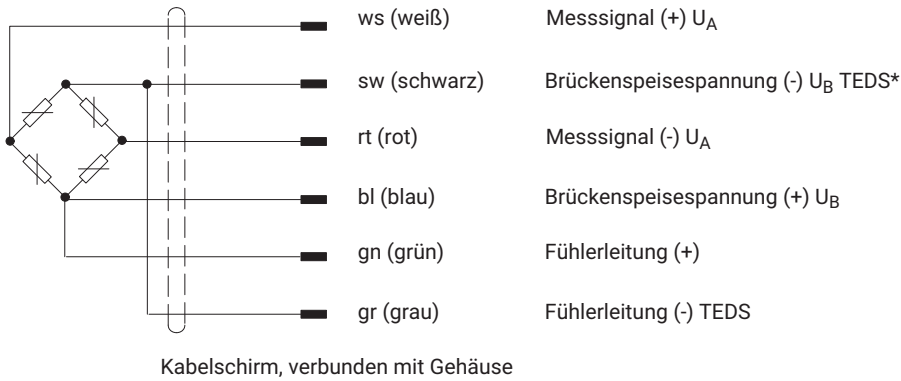 ws (weiß) Messsignal (+) UA
sw (schwarz) Brückenspeisespannung (-) UB TEDS*
rt (rot) Messsignal (-) UA
bl (blau) Brückenspeisespannung (+) UB
gn (grün) Fühlerleitung (+)
gr (grau) Fühlerleitung (-) TEDS
Kabelschirm, verbunden mit Gehäuse